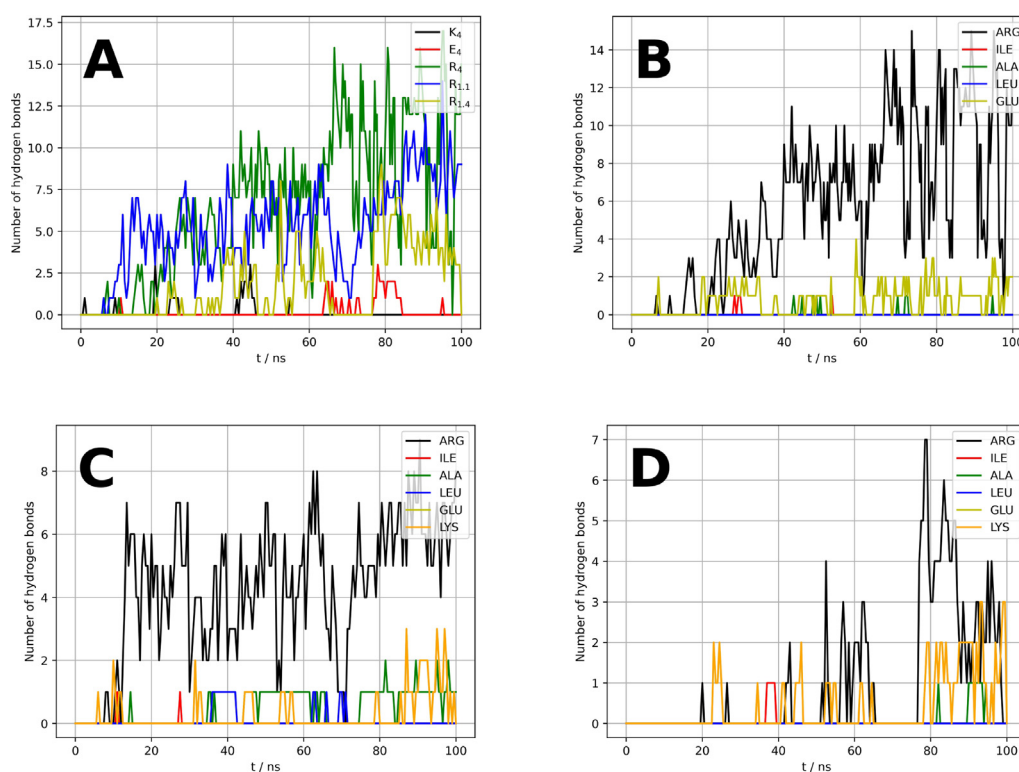 A
17.5
15.0
12.5
10.0
7.5
5.0
2.5
0.0
Number of hydrogen bonds
0 20 40 60 80 100
t / ns
K₄
E₄
R₄
R₁.₁
R₁.₄
B
14
12
10
8
6
4
2
0
Number of hydrogen bonds
0 20 40 60 80 100
t / ns
ARG
ILE
ALA
LEU
GLU
C
8
6
4
2
0
Number of hydrogen bonds
0 20 40 60 80 100
t / ns
ARG
ILE
ALA
LEU
GLU
LYS
D
7
6
5
4
3
2
1
0
Number of hydrogen bonds
0 20 40 60 80 100
t / ns
ARG
ILE
ALA
LEU
GLU
LYS